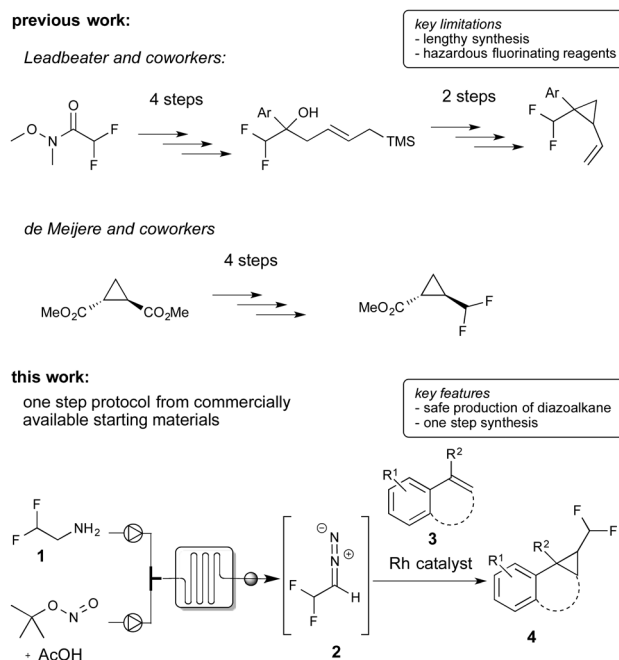 previous work:
key limitations
- lengthy synthesis
- hazardous fluorinating reagents
Leadbeater and coworkers:
4 steps
2 steps
O
O
N
F
F
Ar
OH
F
F
TMS
Ar
F
F
de Meijere and coworkers
4 steps
MeO₂C
CO₂Me
MeO₂C
F
F
this work:
one step protocol from commercially
available starting materials
key features
- safe production of diazoalkane
- one step synthesis
F
F
NH₂
1
O
N
O
+ AcOH
N
N
F
F
H
2
R¹
R²
3
Rh catalyst
R¹
R²
F
F
4